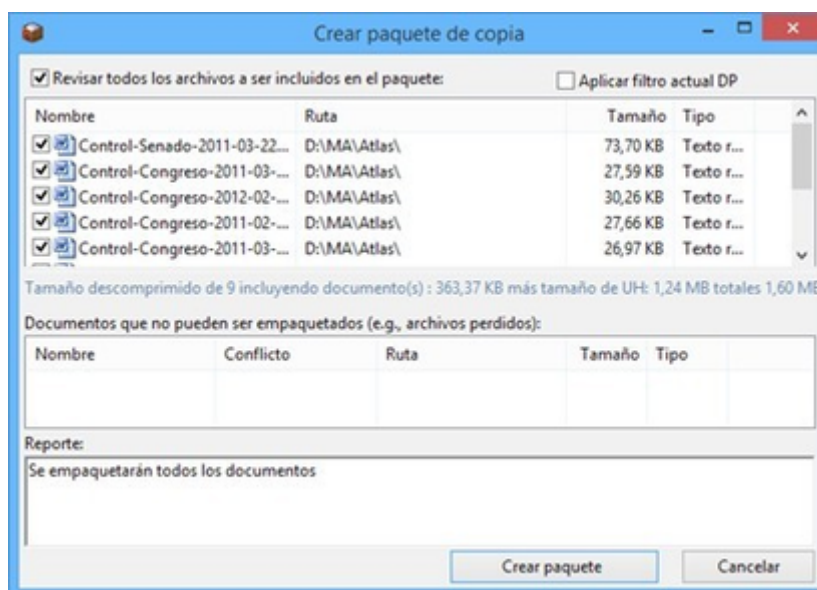 Crear paquete de copia
Revisar todos los archivos a ser incluidos en el paquete: Aplicar filtro actual DP
Nombre Ruta Tamaño Tipo
Control-Senado-2011-03-22... D:\MA\Atlas\ 73,70 KB Texto r...
Control-Congreso-2011-03-... D:\MA\Atlas\ 27,59 KB Texto r...
Control-Congreso-2012-02-... D:\MA\Atlas\ 30,26 KB Texto r...
Control-Congreso-2011-02-... D:\MA\Atlas\ 27,66 KB Texto r...
Control-Congreso-2011-03-... D:\MA\Atlas\ 26,97 KB Texto r...
Tamaño descomprimido de 9 incluyendo documento(s) : 363,37 KB más tamaño de UH: 1,24 MB totales 1,60 MB
Documentos que no pueden ser empaquetados (e.g., archivos perdidos):
Nombre Conflicto Ruta Tamaño Tipo
Reporte:
Se empaquetarán todos los documentos
Crear paquete Cancelar